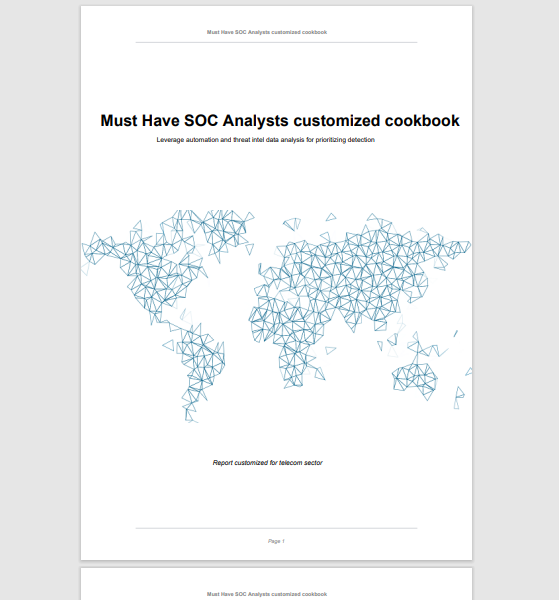 Must Have SOC Analysts customized cookbook
Must Have SOC Analysts customized cookbook
Leverage automation and threat intel data analysis for prioritizing detection
Report customized for telecom sector
Page 1
Must Have SOC Analysts customized cookbook